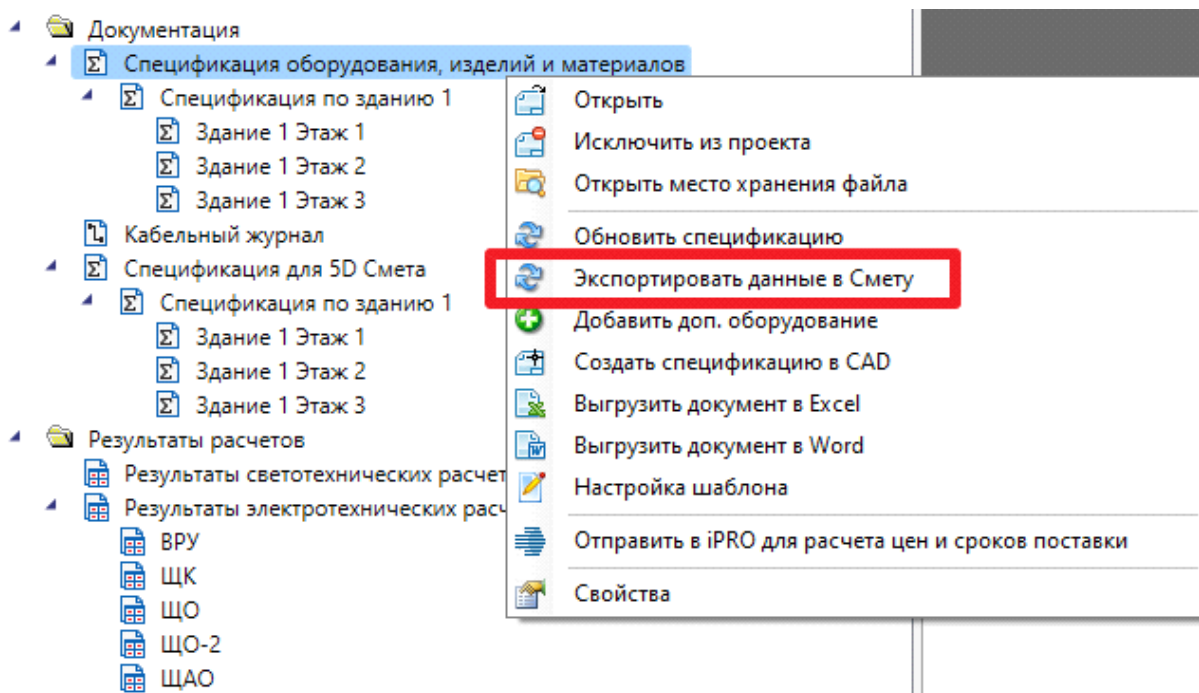 Документация
Спецификация оборудования, изделий и материалов
Спецификация по зданию 1
Здание 1 Этаж 1
Здание 1 Этаж 2
Здание 1 Этаж 3
Кабельный журнал
Спецификация для 5D Смета
Спецификация по зданию 1
Здание 1 Этаж 1
Здание 1 Этаж 2
Здание 1 Этаж 3
Результаты расчетов
Результаты светотехнических расчет
Результаты электротехнических расч
ВРУ
ЩК
ЩО
ЩО-2
ЩАО
Открыть
Исключить из проекта
Открыть место хранения файла
Обновить спецификацию
Экспортировать данные в Смету
Добавить доп. оборудование
Создать спецификацию в CAD
Выгрузить документ в Excel
Выгрузить документ в Word
Настройка шаблона
Отправить в iPRO для расчета цен и сроков поставки
Свойства